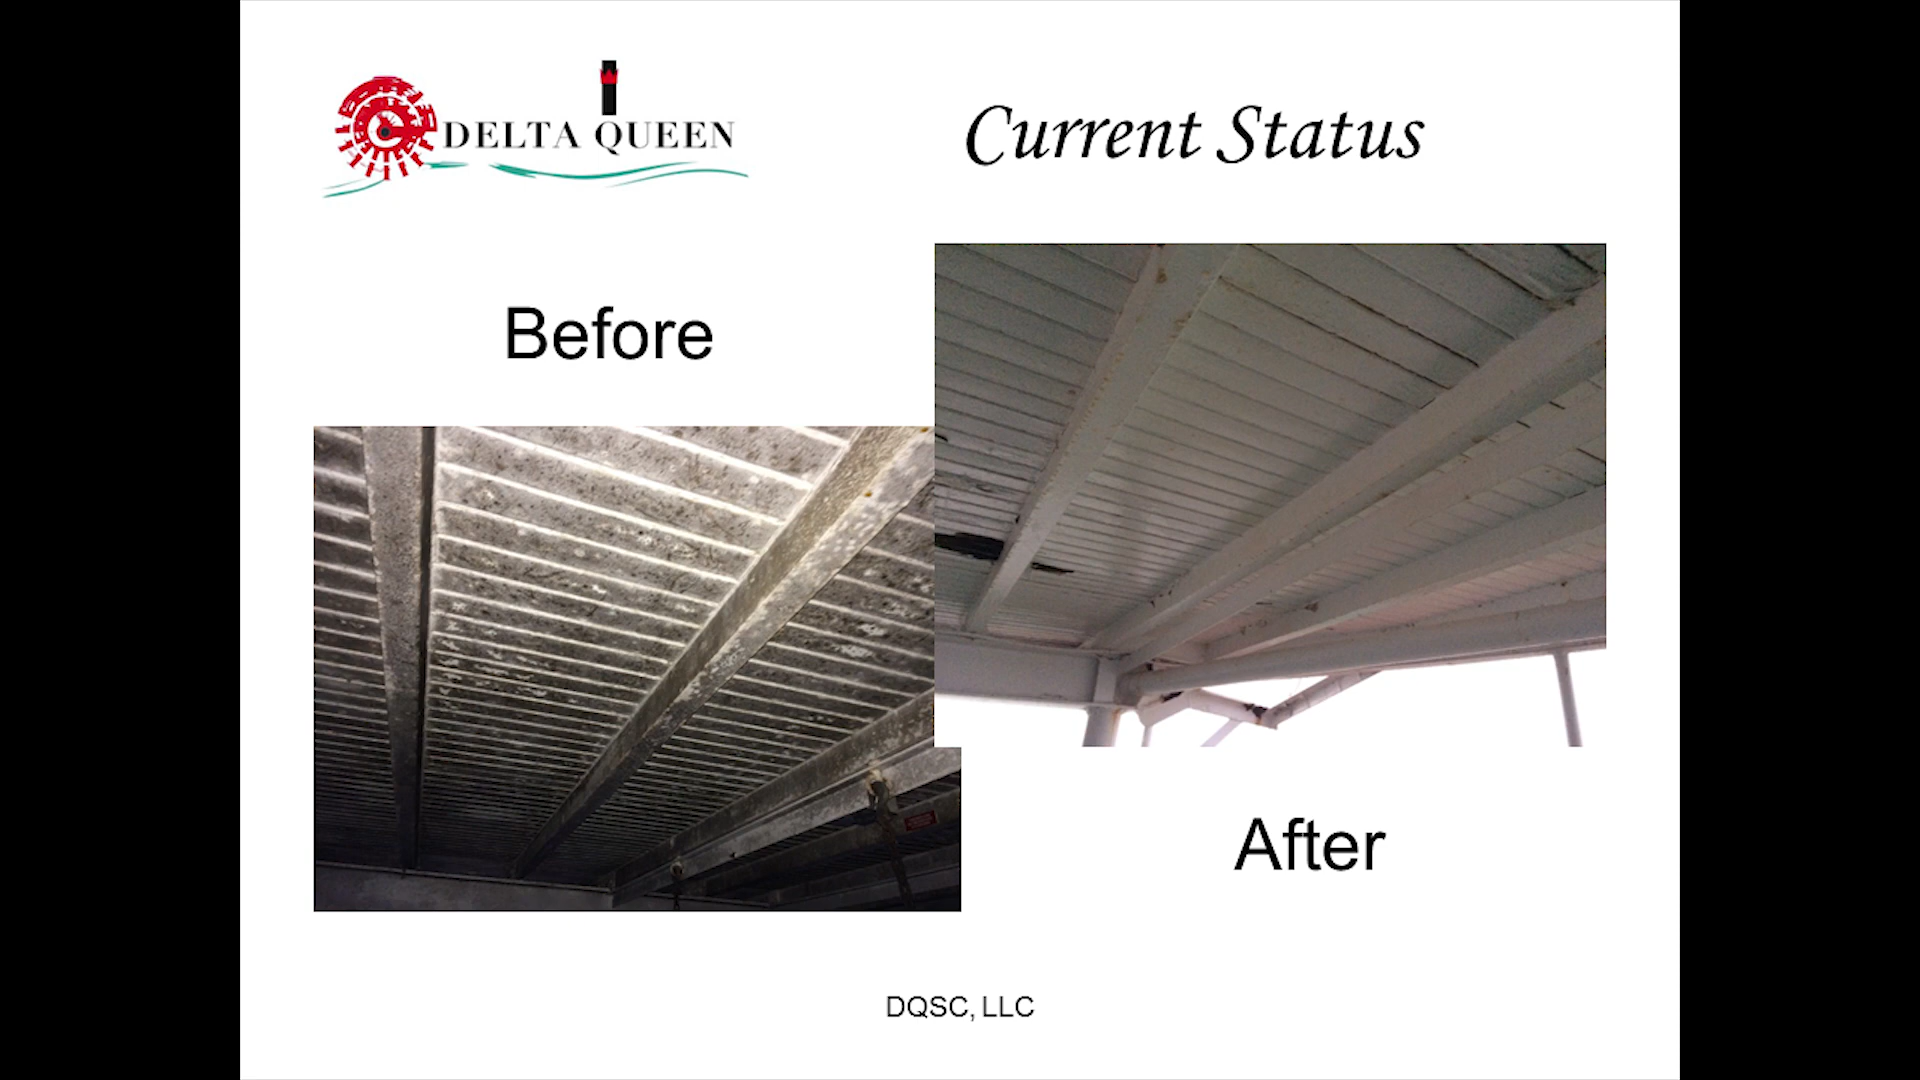 DELTA QUEEN
Current Status
Before
After
DQSC, LLC